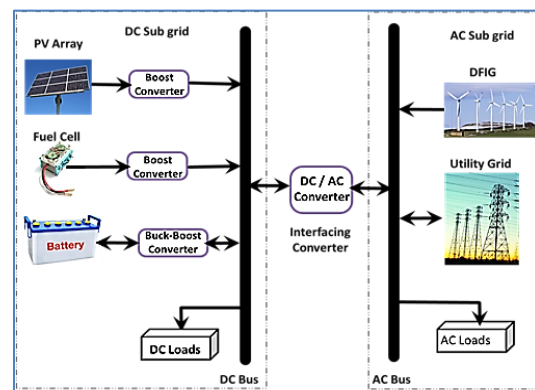 DC Sub grid
AC Sub grid
PV Array
Boost
Converter
DFIG
Fuel Cell
Boost
Converter
Utility Grid
DC / AC
Converter
Interfacing
Converter
Battery
Buck-Boost
Converter
DC Loads
AC Loads
DC Bus
AC Bus